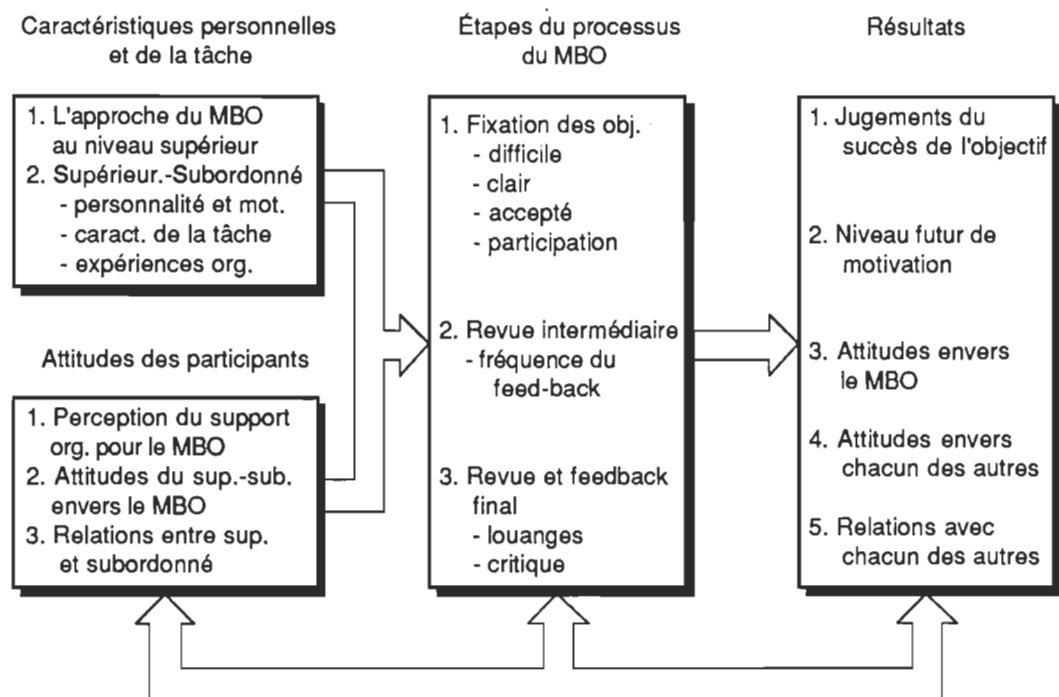 Caractéristiques personnelles
et de la tâche
1. L'approche du MBO
au niveau supérieur
2. Supérieur.-Subordonné
- personnalité et mot.
- caract. de la tâche
- expériences org.
Attitudes des participants
1. Perception du support
org. pour le MBO
2. Attitudes du sup.-sub.
envers le MBO
3. Relations entre sup.
et subordonné
Étapes du processus
du MBO
1. Fixation des obj.
- difficile
- clair
- accepté
- participation
2. Revue intermédiaire
- fréquence du
feed-back
3. Revue et feedback
final
- louanges
- critique
Résultats
1. Jugements du
succès de l'objectif
2. Niveau futur de
motivation
3. Attitudes envers
le MBO
4. Attitudes envers
chacun des autres
5. Relations avec
chacun des autres